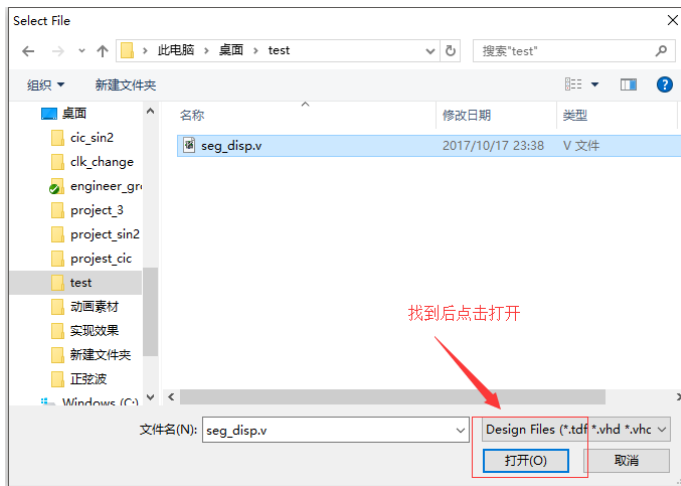 Select File
此电脑 › 桌面 › test
搜索"test"
组织 新建文件夹
桌面
名称 修改日期 类型
cic_sin2
seg_disp.v 2017/10/17 23:38 V 文件
clk_change
engineer_gr
project_3
project_sin2
projest_cic
test
动画素材
实现效果
新建文件夹
正弦波
Windows (C:)
找到后点击打开
文件名(N): seg_disp.v Design Files (*.tdf *.vhd *.vhc
打开(O) 取消